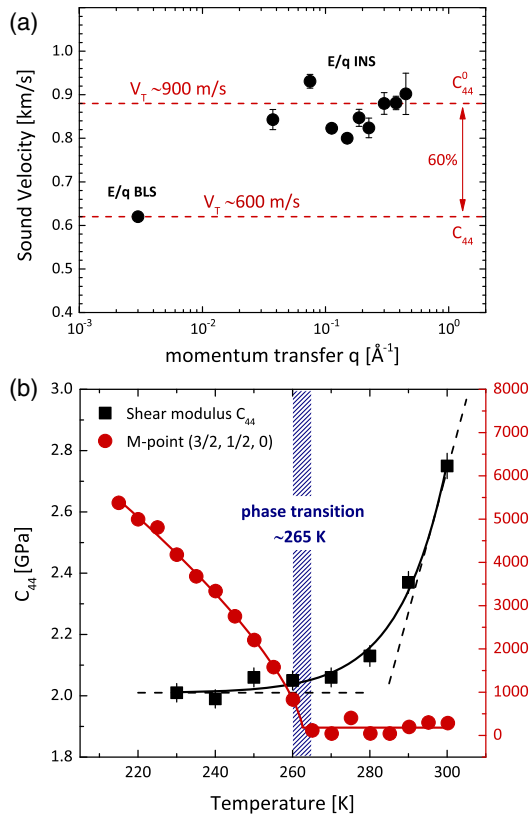 (a)
1.0
0.9
0.8
0.7
0.6
0.5
0.4
Sound Velocity [km/s]
E/q INS
V_T ~900 m/s
C⁰₄₄
60%
E/q BLS
V_T ~600 m/s
C₄₄
10⁻³ 10⁻² 10⁻¹ 10⁰
momentum transfer q [Å⁻¹]
(b)
3.0
2.8
2.6
2.4
2.2
2.0
1.8
C₄₄ [GPa]
Shear modulus C₄₄
M-point (3/2, 1/2, 0)
phase transition
~265 K
8000
7000
6000
5000
4000
3000
2000
1000
0
220 240 260 280 300
Temperature [K]